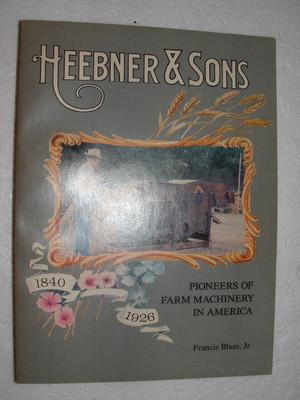 HEEBNER & SONS
1840
1926
PIONEERS OF
FARM MACHINERY
IN AMERICA
Francis Blase, Jr.